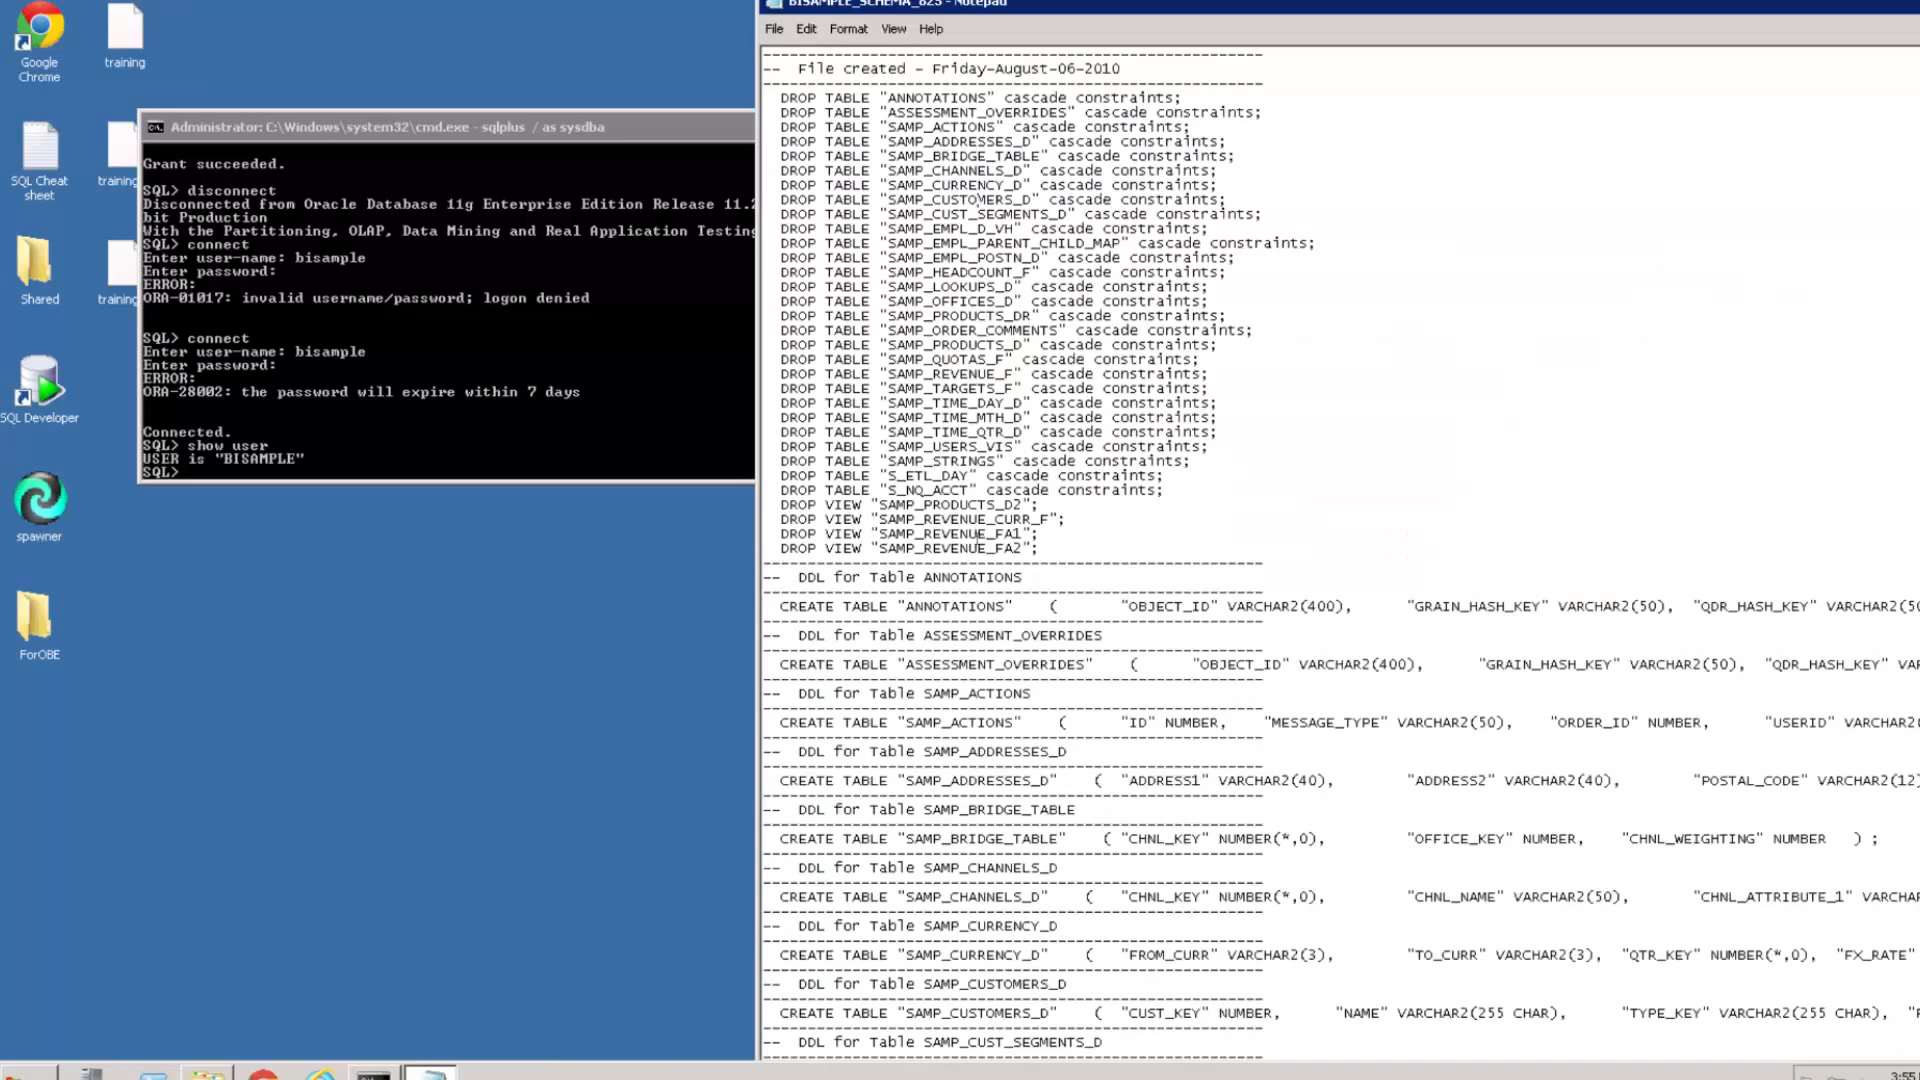 Google
Chrome
training
SQL Cheat
sheet
training
Shared
training
SQL Developer
spawner
ForOBE
Administrator: C:\Windows\system32\cmd.exe - sqlplus / as sysdba
Grant succeeded.
SQL> disconnect
Disconnected from Oracle Database 11g Enterprise Edition Release 11.2
bit Production
With the Partitioning, OLAP, Data Mining and Real Application Testing
SQL> connect
Enter user-name: bisample
Enter password:
ERROR:
ORA-01017: invalid username/password; logon denied
SQL> connect
Enter user-name: bisample
Enter password:
ERROR:
ORA-28002: the password will expire within 7 days
Connected.
SQL> show user
USER is "BISAMPLE"
SQL>
BISAMPLE_SCHEMA_825 - Notepad
File Edit Format View Help
-- File created - Friday-August-06-2010
DROP TABLE "ANNOTATIONS" cascade constraints;
DROP TABLE "ASSESSMENT_OVERRIDES" cascade constraints;
DROP TABLE "SAMP_ACTIONS" cascade constraints;
DROP TABLE "SAMP_ADDRESSES_D" cascade constraints;
DROP TABLE "SAMP_BRIDGE_TABLE" cascade constraints;
DROP TABLE "SAMP_CHANNELS_D" cascade constraints;
DROP TABLE "SAMP_CURRENCY_D" cascade constraints;
DROP TABLE "SAMP_CUSTOMERS_D" cascade constraints;
DROP TABLE "SAMP_CUST_SEGMENTS_D" cascade constraints;
DROP TABLE "SAMP_EMPL_D_VH" cascade constraints;
DROP TABLE "SAMP_EMPL_PARENT_CHILD_MAP" cascade constraints;
DROP TABLE "SAMP_EMPL_POSTN_D" cascade constraints;
DROP TABLE "SAMP_HEADCOUNT_F" cascade constraints;
DROP TABLE "SAMP_LOOKUPS_D" cascade constraints;
DROP TABLE "SAMP_OFFICES_D" cascade constraints;
DROP TABLE "SAMP_PRODUCTS_DR" cascade constraints;
DROP TABLE "SAMP_ORDER_COMMENTS" cascade constraints;
DROP TABLE "SAMP_PRODUCTS_D" cascade constraints;
DROP TABLE "SAMP_QUOTAS_F" cascade constraints;
DROP TABLE "SAMP_REVENUE_F" cascade constraints;
DROP TABLE "SAMP_TARGETS_F" cascade constraints;
DROP TABLE "SAMP_TIME_DAY_D" cascade constraints;
DROP TABLE "SAMP_TIME_MTH_D" cascade constraints;
DROP TABLE "SAMP_TIME_QTR_D" cascade constraints;
DROP TABLE "SAMP_USERS_VIS" cascade constraints;
DROP TABLE "SAMP_STRINGS" cascade constraints;
DROP TABLE "S_ETL_DAY" cascade constraints;
DROP TABLE "S_NQ_ACCT" cascade constraints;
DROP VIEW "SAMP_PRODUCTS_D2";
DROP VIEW "SAMP_REVENUE_CURR_F";
DROP VIEW "SAMP_REVENUE_FA1";
DROP VIEW "SAMP_REVENUE_FA2";
-- DDL for Table ANNOTATIONS
CREATE TABLE "ANNOTATIONS" ( "OBJECT_ID" VARCHAR2(400), "GRAIN_HASH_KEY" VARCHAR2(50), "QDR_HASH_KEY" VARCHAR2(50
-- DDL for Table ASSESSMENT_OVERRIDES
CREATE TABLE "ASSESSMENT_OVERRIDES" ( "OBJECT_ID" VARCHAR2(400), "GRAIN_HASH_KEY" VARCHAR2(50), "QDR_HASH_KEY" VAR
-- DDL for Table SAMP_ACTIONS
CREATE TABLE "SAMP_ACTIONS" ( "ID" NUMBER, "MESSAGE_TYPE" VARCHAR2(50), "ORDER_ID" NUMBER, "USERID" VARCHAR2(
-- DDL for Table SAMP_ADDRESSES_D
CREATE TABLE "SAMP_ADDRESSES_D" ( "ADDRESS1" VARCHAR2(40), "ADDRESS2" VARCHAR2(40), "POSTAL_CODE" VARCHAR2(12)
-- DDL for Table SAMP_BRIDGE_TABLE
CREATE TABLE "SAMP_BRIDGE_TABLE" ( "CHNL_KEY" NUMBER(*,0), "OFFICE_KEY" NUMBER, "CHNL_WEIGHTING" NUMBER ) ;
-- DDL for Table SAMP_CHANNELS_D
CREATE TABLE "SAMP_CHANNELS_D" ( "CHNL_KEY" NUMBER(*,0), "CHNL_NAME" VARCHAR2(50), "CHNL_ATTRIBUTE_1" VARCHA
-- DDL for Table SAMP_CURRENCY_D
CREATE TABLE "SAMP_CURRENCY_D" ( "FROM_CURR" VARCHAR2(3), "TO_CURR" VARCHAR2(3), "QTR_KEY" NUMBER(*,0), "FX_RATE"
-- DDL for Table SAMP_CUSTOMERS_D
CREATE TABLE "SAMP_CUSTOMERS_D" ( "CUST_KEY" NUMBER, "NAME" VARCHAR2(255 CHAR), "TYPE_KEY" VARCHAR2(255 CHAR),
-- DDL for Table SAMP_CUST_SEGMENTS_D
3:55